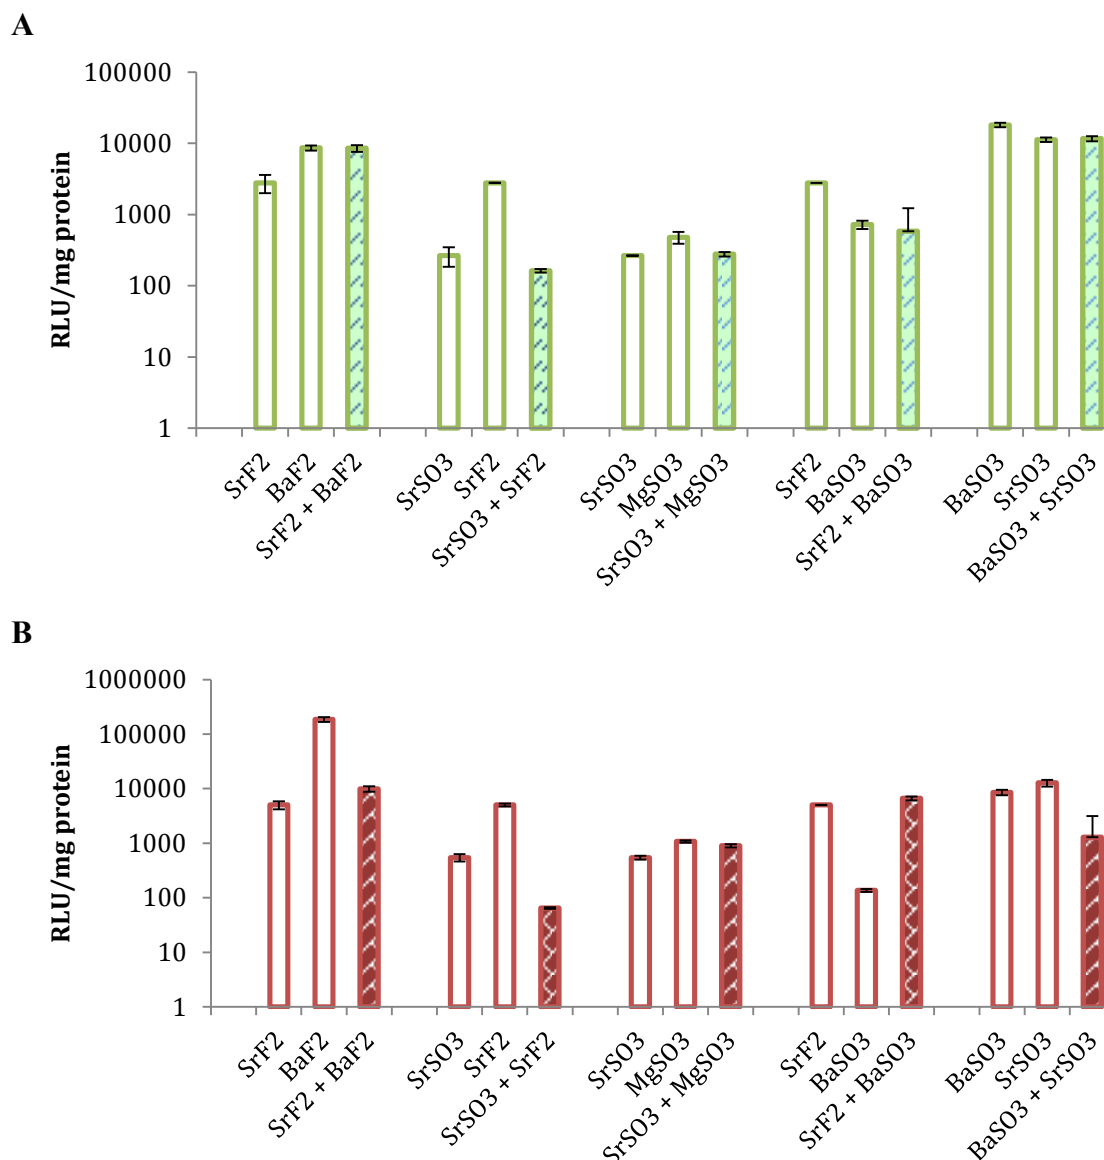 A
RLU/mg protein
100000
10000
1000
100
10
1
SrF2
BaF2
SrF2 + BaF2
SrSO3
SrF2
SrSO3 + SrF2
SrSO3
MgSO3
SrSO3 + MgSO3
SrF2
BaSO3
SrF2 + BaSO3
BaSO3
SrSO3
BaSO3 + SrSO3
B
RLU/mg protein
1000000
100000
10000
1000
100
10
1
SrF2
BaF2
SrF2 + BaF2
SrSO3
SrF2
SrSO3 + SrF2
SrSO3
MgSO3
SrSO3 + MgSO3
SrF2
BaSO3
SrF2 + BaSO3
BaSO3
SrSO3
BaSO3 + SrSO3